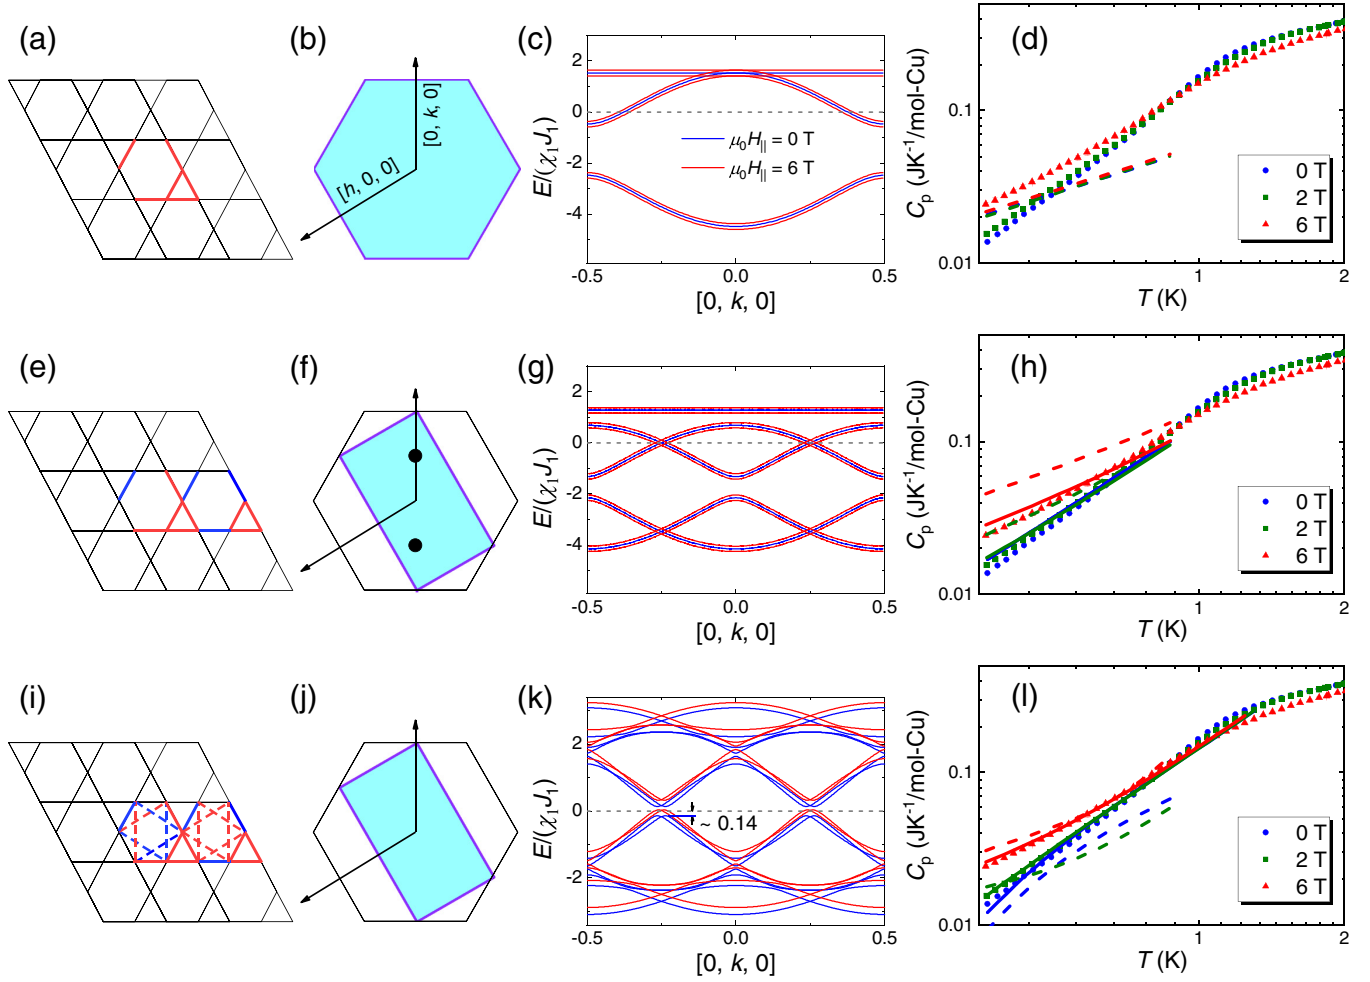 (a)
(b)
[0, k, 0]
[h, 0, 0]
(c)
2
0
-2
-4
E/(χ1J1)
μ0H|| = 0 T
μ0H|| = 6 T
-0.5
0.0
0.5
[0, k, 0]
(d)
0.1
0.01
Cp (JK-1/mol-Cu)
0 T
2 T
6 T
1
2
T (K)
(e)
(f)
(g)
2
0
-2
-4
E/(χ1J1)
-0.5
0.0
0.5
[0, k, 0]
(h)
0.1
0.01
Cp (JK-1/mol-Cu)
0 T
2 T
6 T
1
2
T (K)
(i)
(j)
(k)
2
0
-2
E/(χ1J1)
~ 0.14
-0.5
0.0
0.5
[0, k, 0]
(l)
0.1
0.01
Cp (JK-1/mol-Cu)
0 T
2 T
6 T
1
2
T (K)